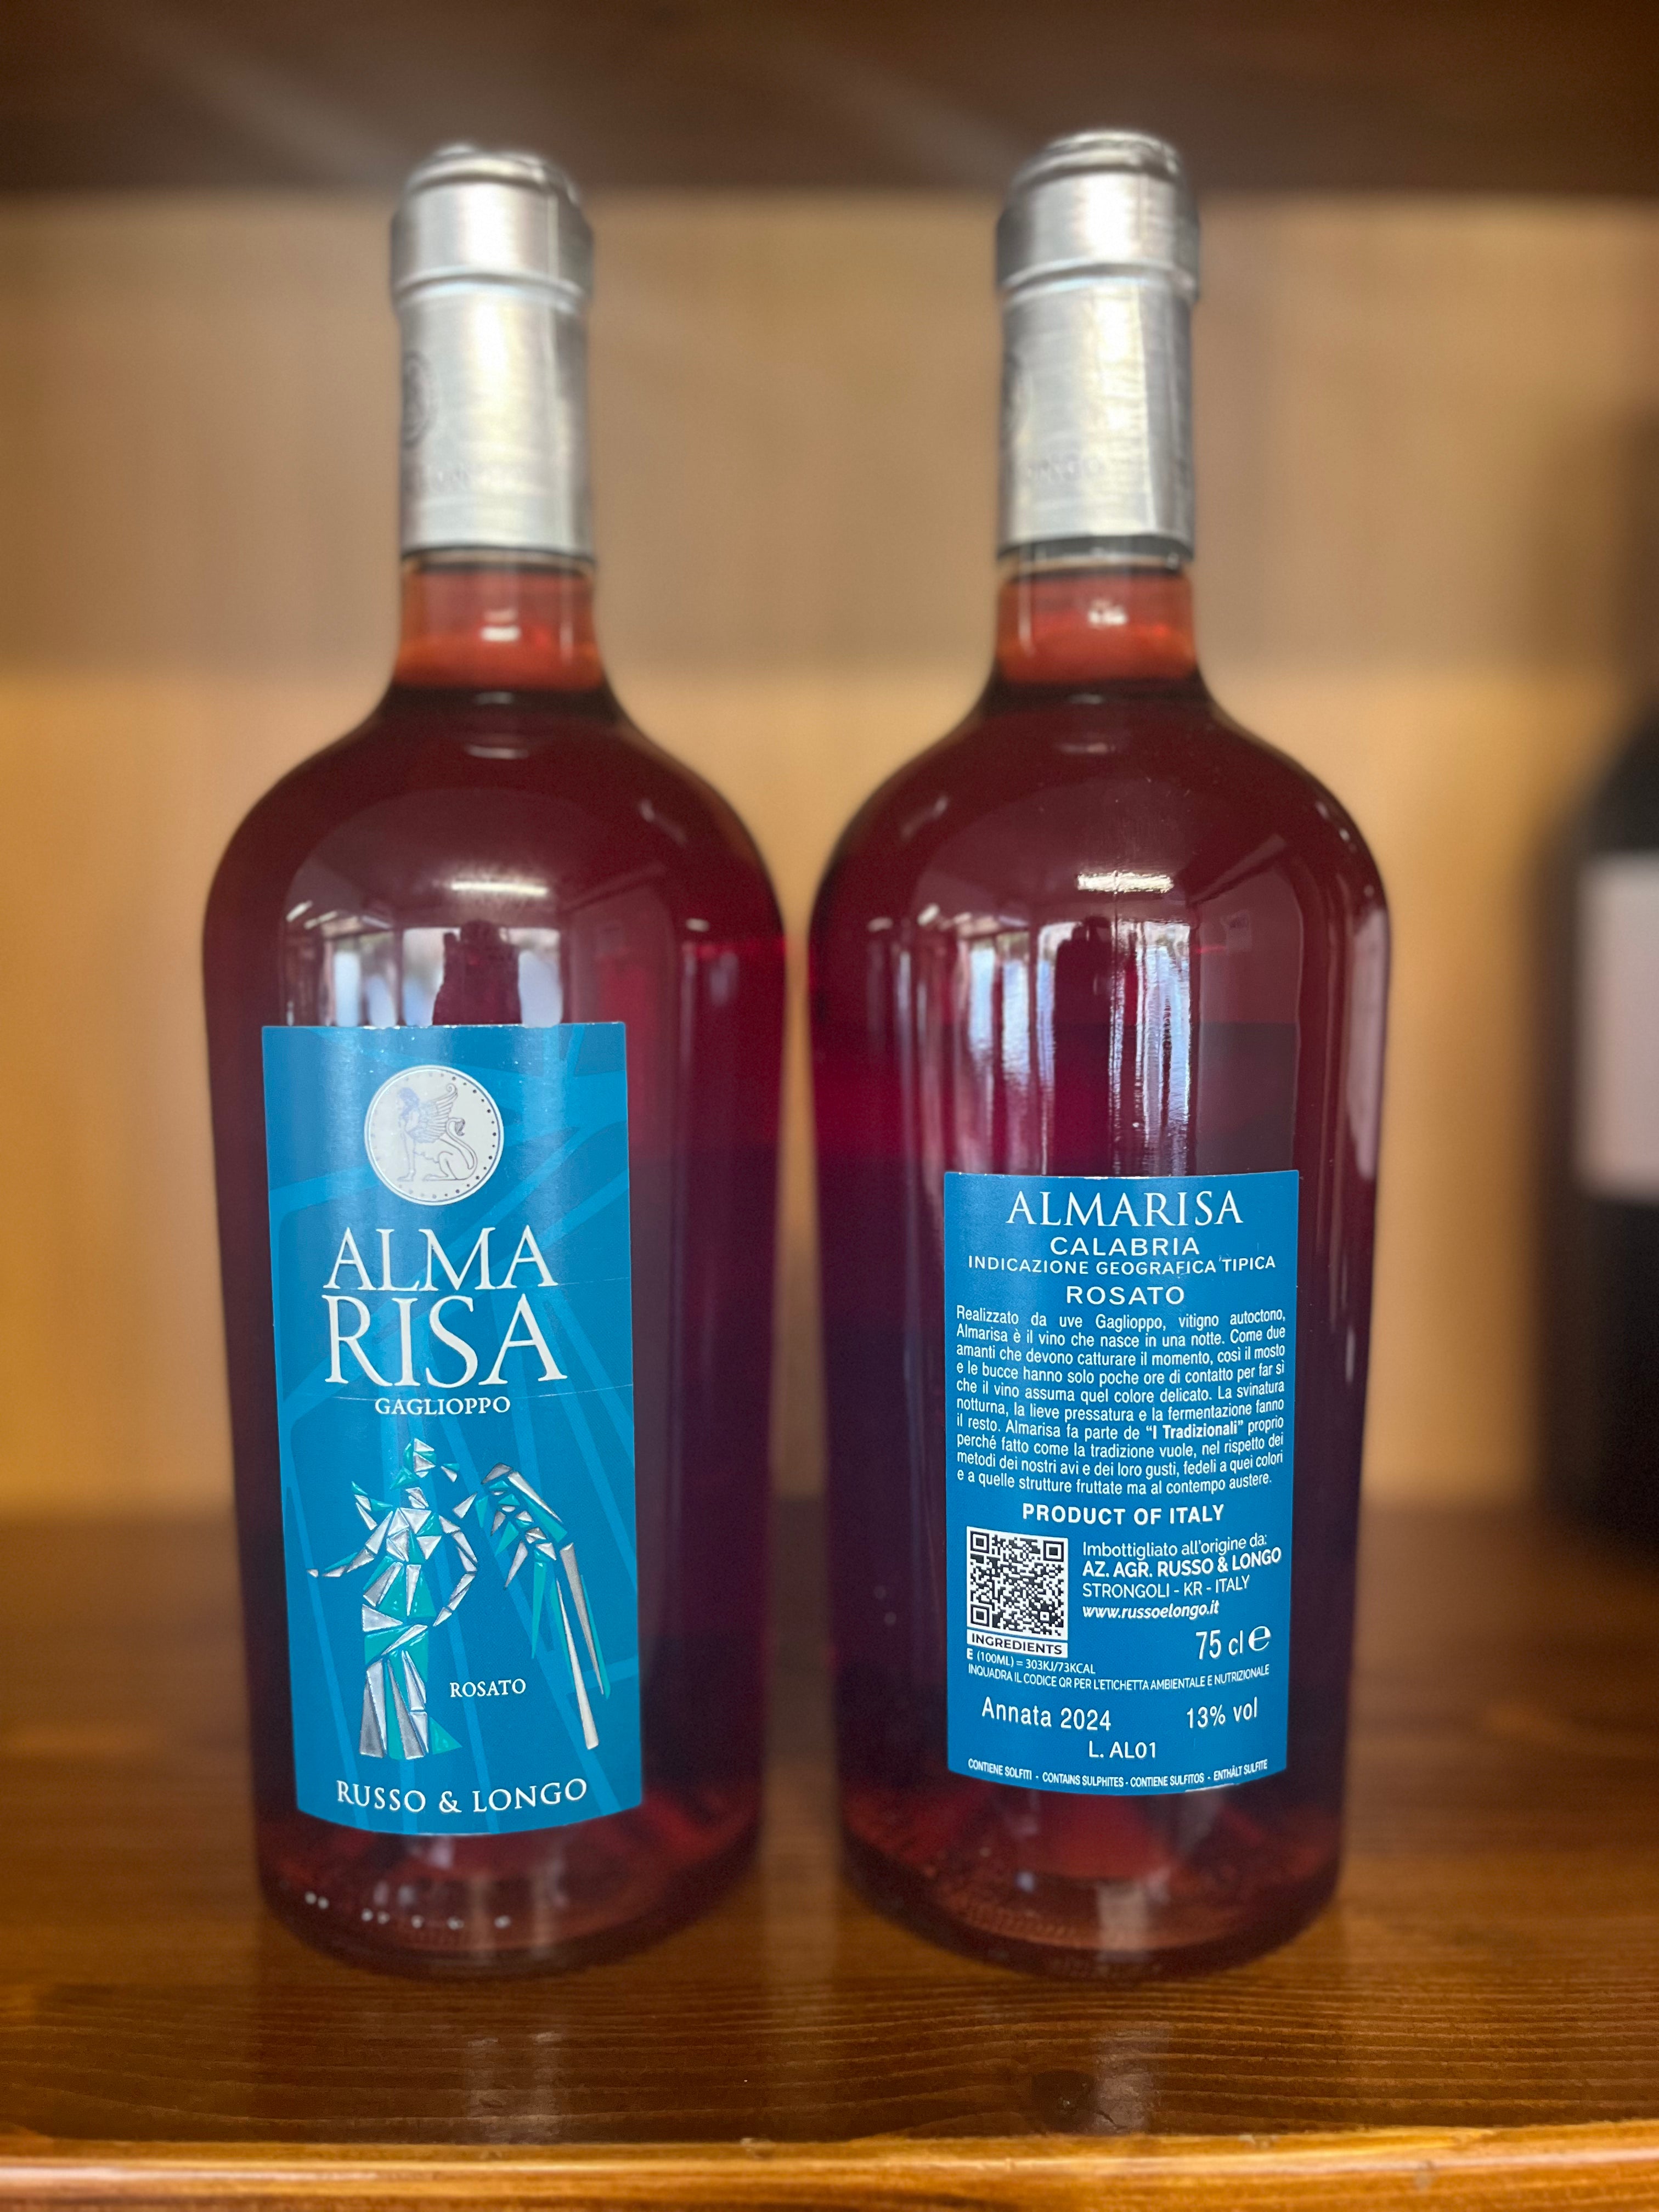 ALMA
RISA
GAGLIOPPO
ROSATO
RUSSO & LONGO
ALMARISA
CALABRIA
INDICAZIONE GEOGRAFICA TIPICA
ROSATO
Realizzato da uve Gaglioppo, vitigno autoctono,
Almarisa è il vino che nasce in una notte. Come due
amanti che devono catturare il momento, così il mosto
e le bucce hanno solo poche ore di contatto per far sì
che il vino assuma quel colore delicato. La svinatura
notturna, la lieve pressatura e la fermentazione fanno
il resto. Almarisa fa parte de “I Tradizionali” proprio
perché fatto come la tradizione vuole, nel rispetto dei
metodi dei nostri avi e dei loro gusti, fedeli a quei colori
e a quelle strutture fruttate ma al contempo austere.
PRODUCT OF ITALY
Imbottigliato all'origine da:
AZ. AGR. RUSSO & LONGO
STRONGOLI - KR - ITALY
www.russoelongo.it
INGREDIENTS
75 cl e
E (100ML) = 303KJ/73KCAL
INQUADRA IL CODICE QR PER L'ETICHETTA AMBIENTALE E NUTRIZIONALE
Annata 2024 13% vol
L. AL01
CONTIENE SOLFITI - CONTAINS SULPHITES - CONTIENE SULFITOS - ENTHÄLT SULFITE